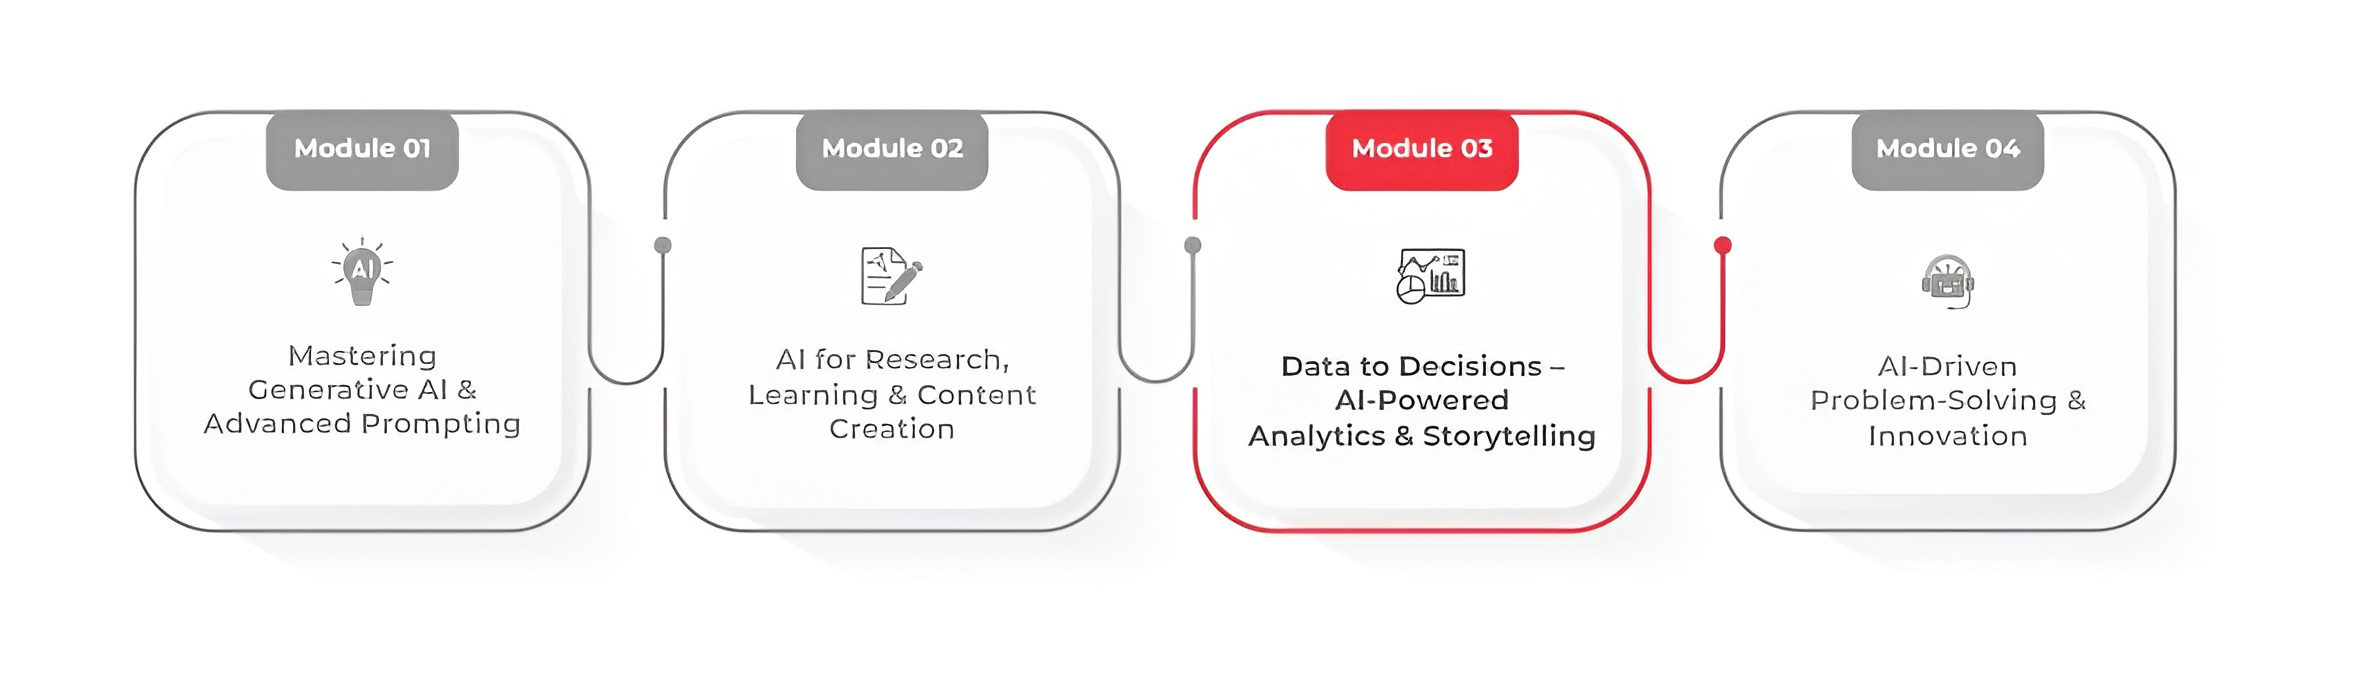 Module 01
AI
Mastering
Generative AI &
Advanced Prompting
Module 02
AI for Research,
Learning & Content
Creation
Module 03
Data to Decisions –
AI-Powered
Analytics & Storytelling
Module 04
AI-Driven
Problem-Solving &
Innovation